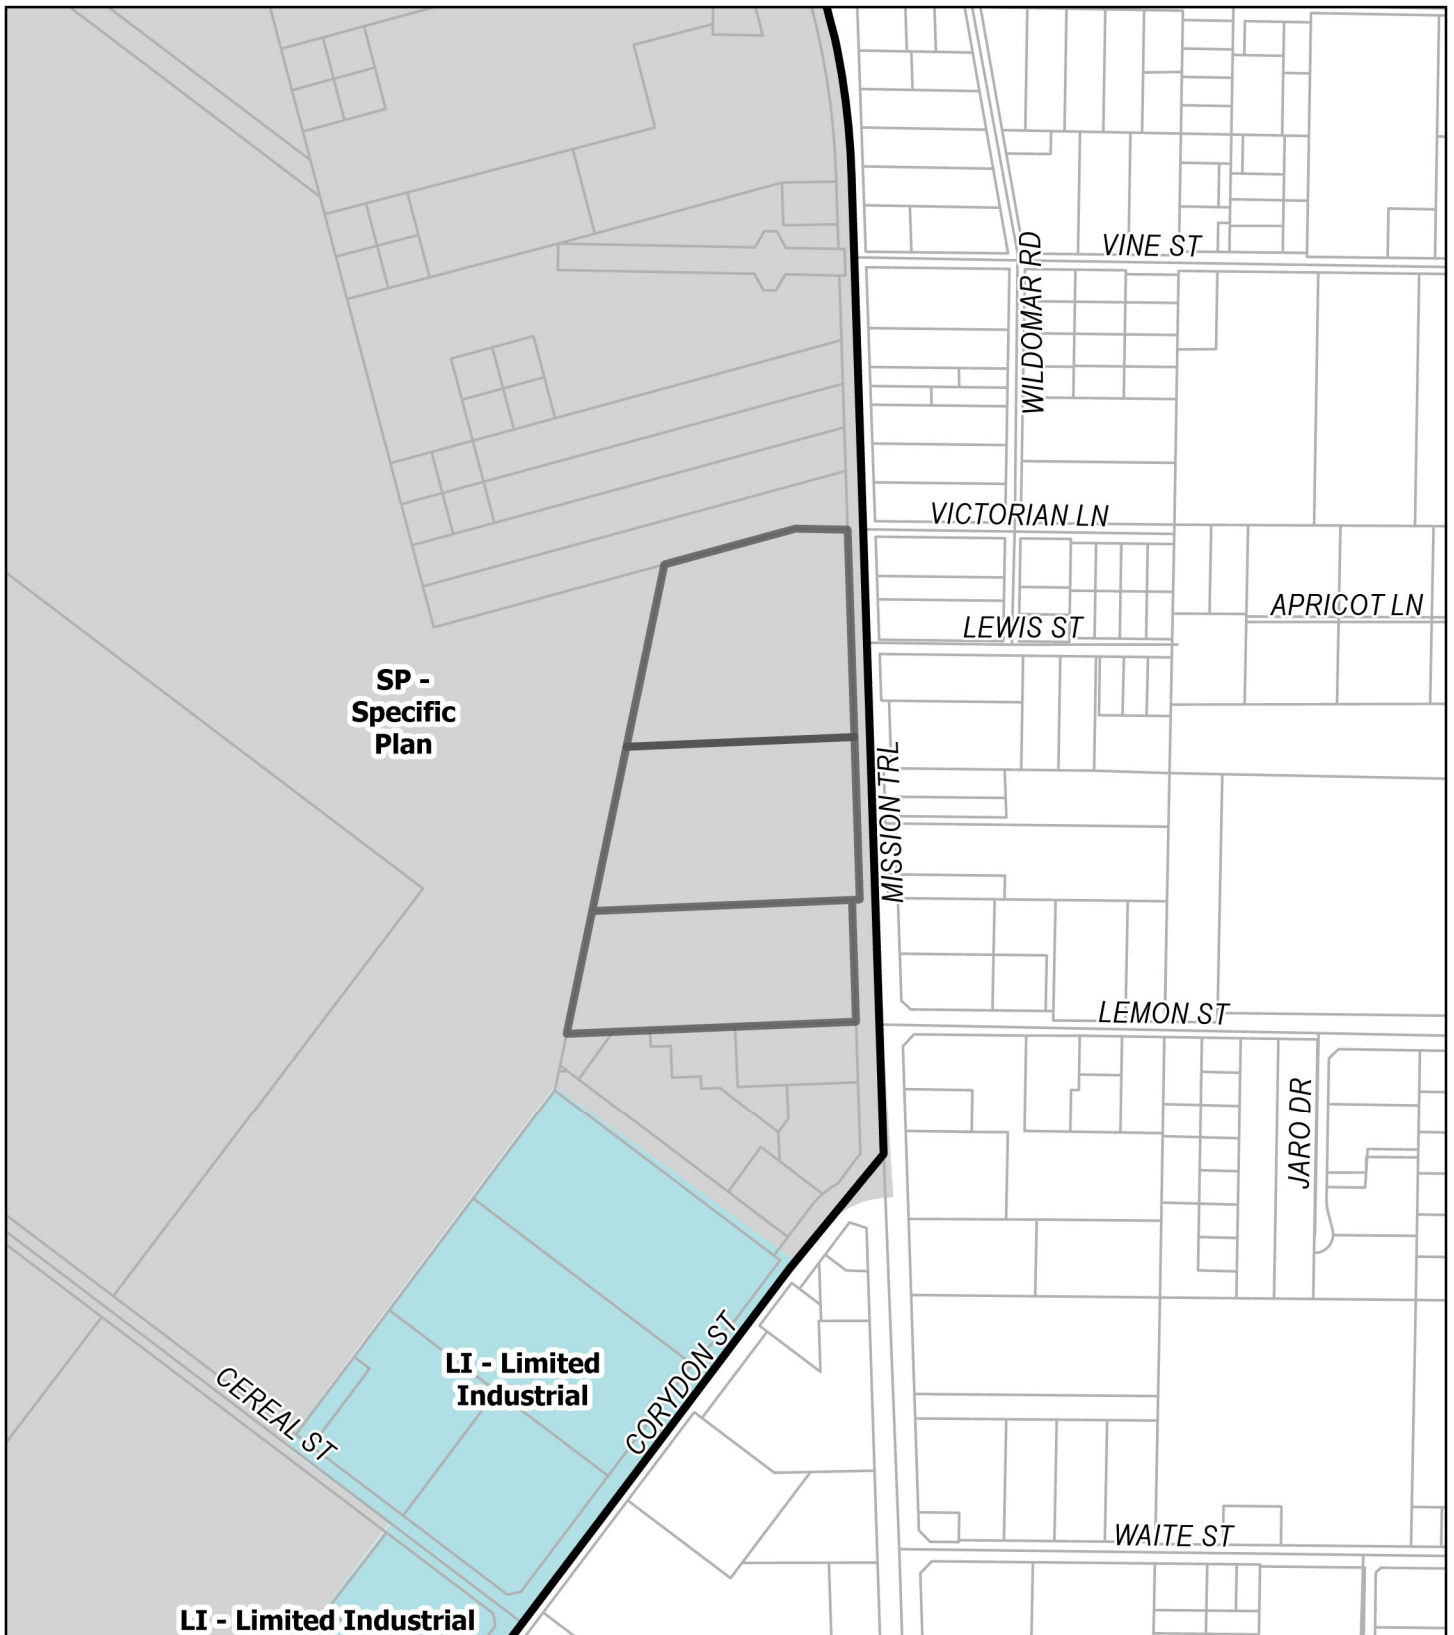 VINE ST
WILDOMAR RD
VICTORIAN LN
APRICOT LN
LEWIS ST
SP -
Specific
Plan
MISSION TRL
LEMON ST
JARO DR
CORYDON ST
LI - Limited
Industrial
CEREAL ST
WAITE ST
LI - Limited Industrial